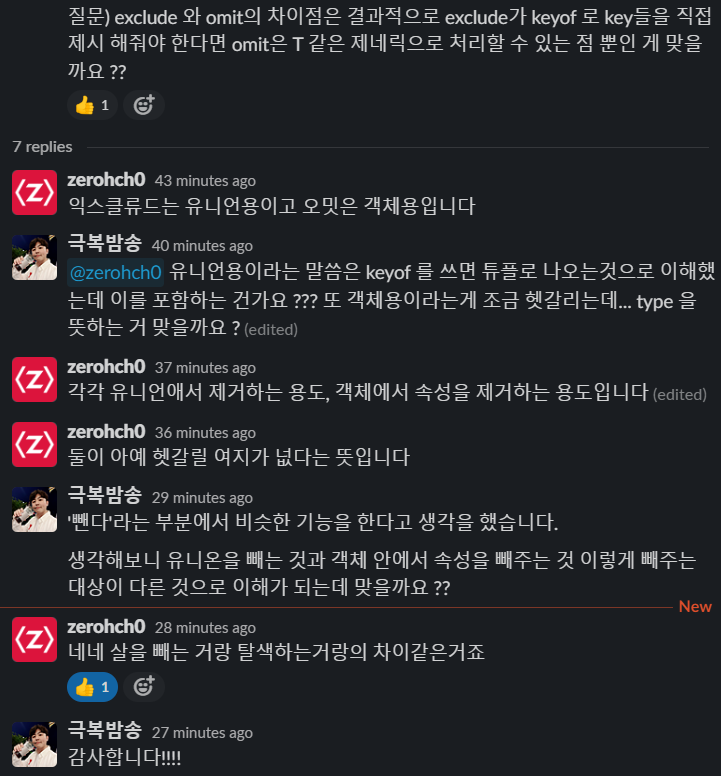 질문) exclude 와 omit의 차이점은 결과적으로 exclude가 keyof 로 key들을 직접
제시 해줘야 한다면 omit은 T 같은 제네릭으로 처리할 수 있는 점 뿐인 게 맞을
까요 ??
1
7 replies
zerohch0 43 minutes ago
익스클류드는 유니언용이고 오밋은 객체용입니다
극복밤송 40 minutes ago
@zerohch0 유니언용이라는 말씀은 keyof 를 쓰면 튜플로 나오는것으로 이해했
는데 이를 포함하는 건가요 ??? 또 객체용이라는게 조금 헷갈리는데... type 을
뜻하는 거 맞을까요 ? (edited)
zerohch0 37 minutes ago
각각 유니언애서 제거하는 용도, 객체에서 속성을 제거하는 용도입니다 (edited)
zerohch0 36 minutes ago
둘이 아예 헷갈릴 여지가 넚다는 뜻입니다
극복밤송 29 minutes ago
'뺀다'라는 부분에서 비슷한 기능을 한다고 생각을 했습니다.
생각해보니 유니온을 빼는 것과 객체 안에서 속성을 빼주는 것 이렇게 빼주는
대상이 다른 것으로 이해가 되는데 맞을까요 ??
New
zerohch0 28 minutes ago
네네 살을 빼는 거랑 탈색하는거랑의 차이같은거죠
1
극복밤송 27 minutes ago
감사합니다!!!!